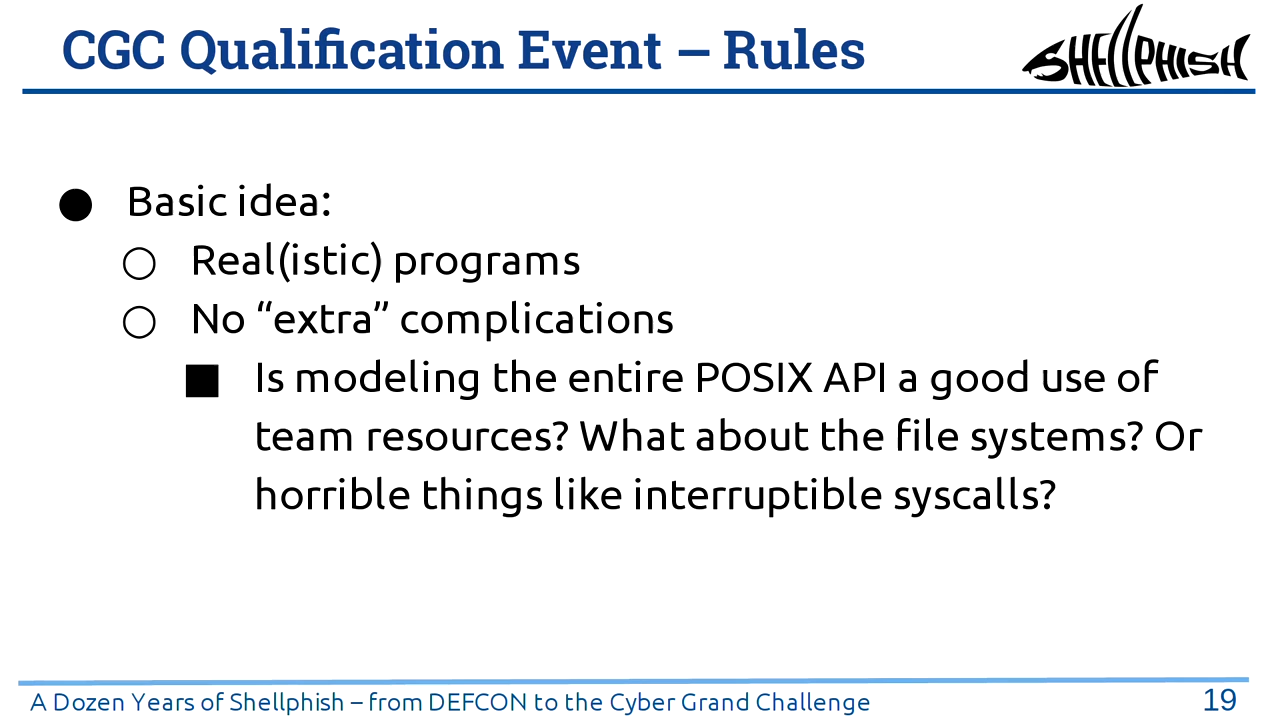 CGC Qualification Event – Rules
SHELLPHISH
● Basic idea:
○ Real(istic) programs
○ No “extra” complications
■ Is modeling the entire POSIX API a good use of
team resources? What about the file systems? Or
horrible things like interruptible syscalls?
A Dozen Years of Shellphish – from DEFCON to the Cyber Grand Challenge
19